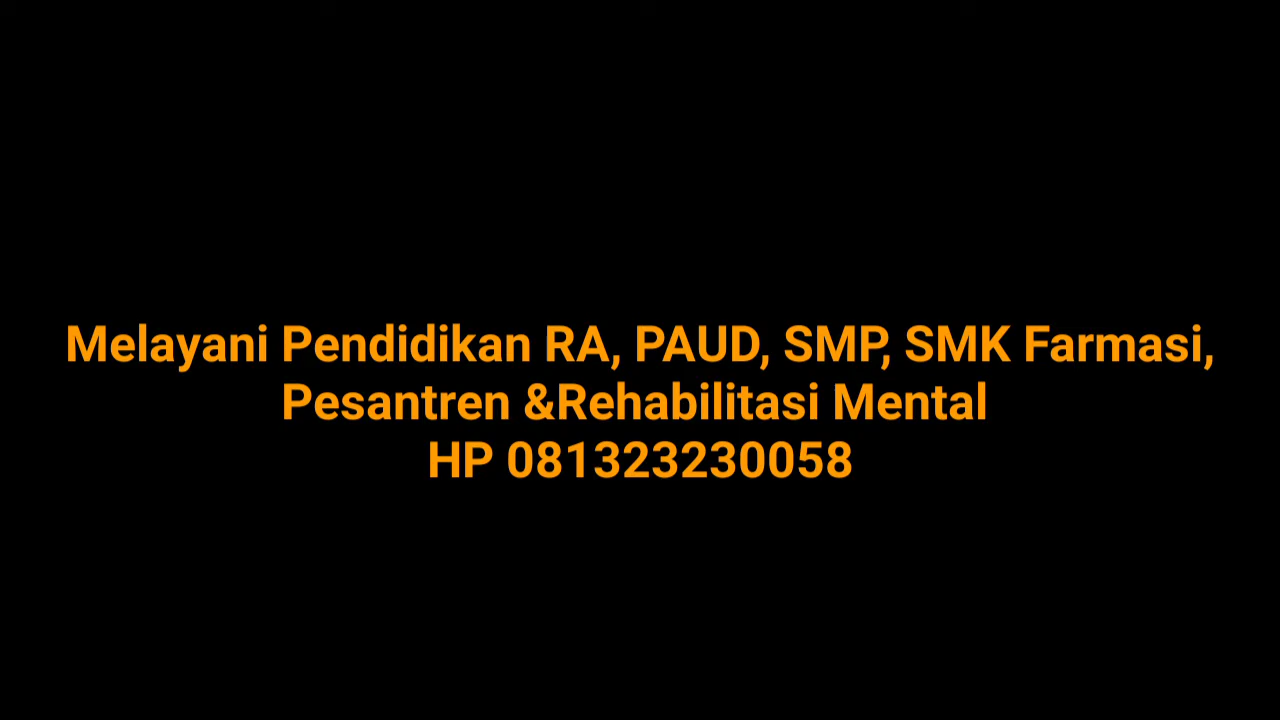 Melayani Pendidikan RA, PAUD, SMP, SMK Farmasi,
Pesantren &Rehabilitasi Mental
HP 081323230058